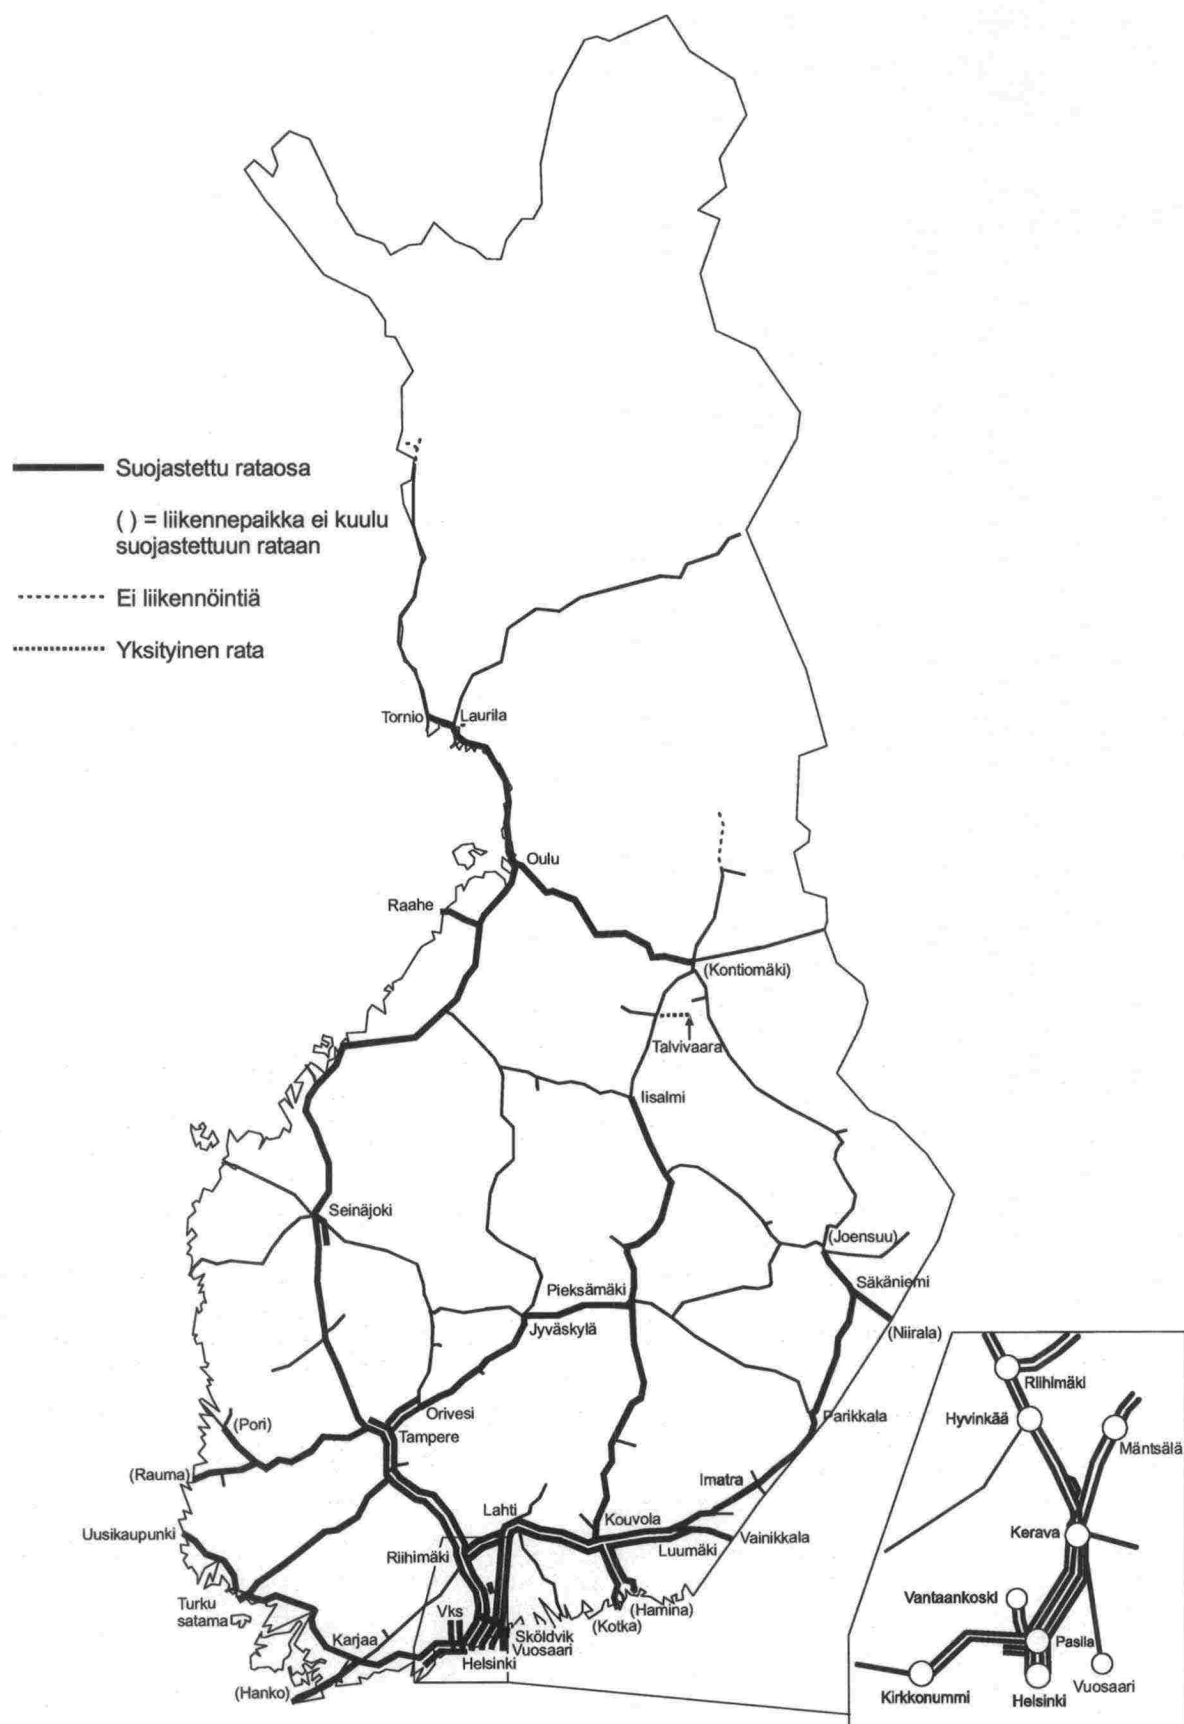 Suojastettu rataosa
( ) = liikennepaikka ei kuulu
suojastettuun rataan
Ei liikennöintiä
Yksityinen rata
Tornio
Laurila
Oulu
Raahe
(Kontiomäki)
Talvivaara
Iisalmi
Seinäjoki
(Joensuu)
Säkäniemi
Pieksämäki
Jyväskylä
(Niirala)
Orivesi
(Pori)
Tampere
Parikkala
(Rauma)
Imatra
Lahti
Kouvola
Uusikaupunki
Vainikkala
Luumäki
Riihimäki
Turku
satama
Vks
(Hamina)
(Kotka)
Karjaa
Sköldvik
Vuosaari
Helsinki
(Hanko)
Riihimäki
Hyvinkää
Mäntsälä
Kerava
Vantaankoski
Pasila
Vuosaari
Kirkkonummi
Helsinki